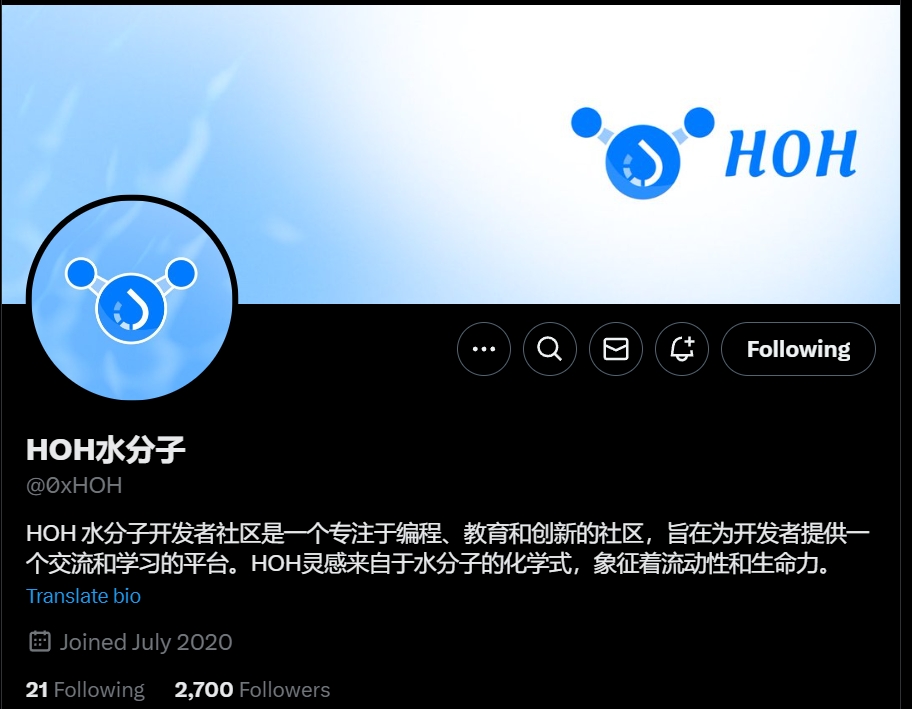 HOH
Following
HOH水分子
@0xHOH
HOH 水分子开发者社区是一个专注于编程、教育和创新的社区，旨在为开发者提供一
个交流和学习的平台。HOH灵感来自于水分子的化学式，象征着流动性和生命力。
Translate bio
Joined July 2020
21 Following 2,700 Followers